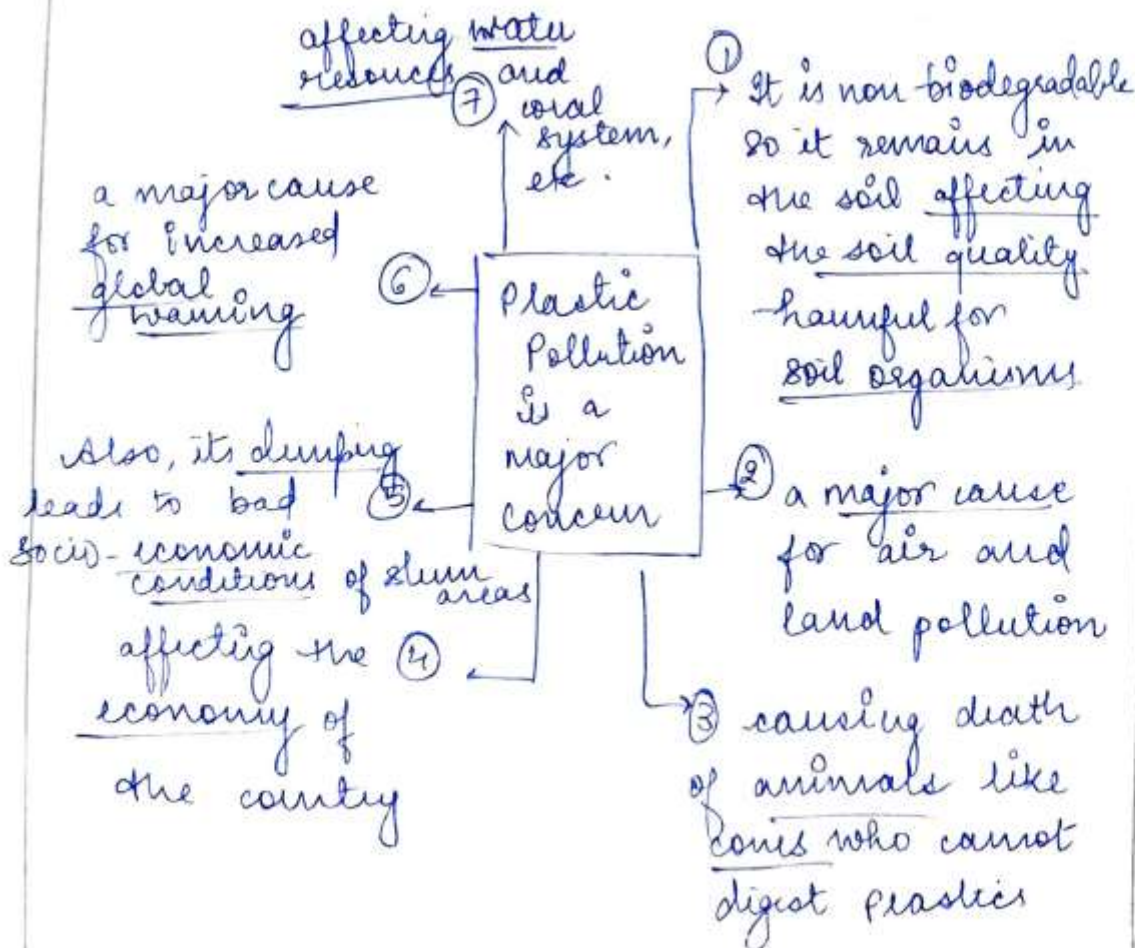 Plastic
Pollution
is a
major
concern
① It is non-biodegradable
so it remains in
the soil affecting
the soil quality
harmful for
soil organisms
② a major cause
for air and
land pollution
③ causing death
of animals like
cows who cannot
digest plastics
④ affecting the
economy of
the country
⑤ Also, its dumping
leads to bad
socio-economic
conditions of slum
areas
⑥ a major cause
for increased
global
warming
⑦ affecting water
resouces and
coral
system,
etc.